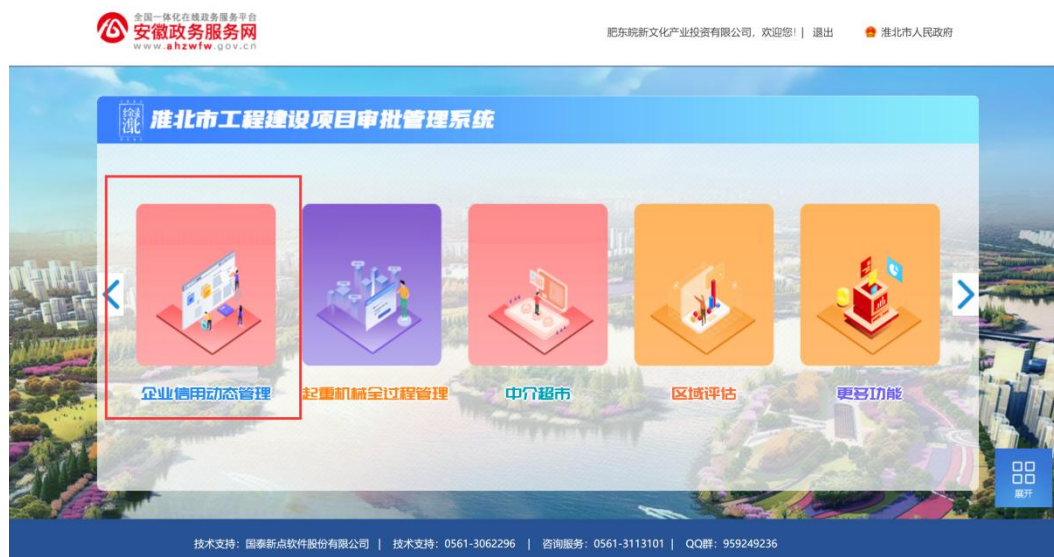 全国一体化在线政务服务平台
安徽政务服务网
www.ahzwfw.gov.cn
肥东皖新文化产业投资有限公司，欢迎您! | 退出 淮北市人民政府
淮北市工程建设项目审批管理系统
企业信用动态管理 起重机械全过程管理 中介超市 区域评估 更多功能
展开
技术支持：国泰新点软件股份有限公司 | 技术支持：0561-3062296 | 咨询服务：0561-3113101 | QQ群：959249236